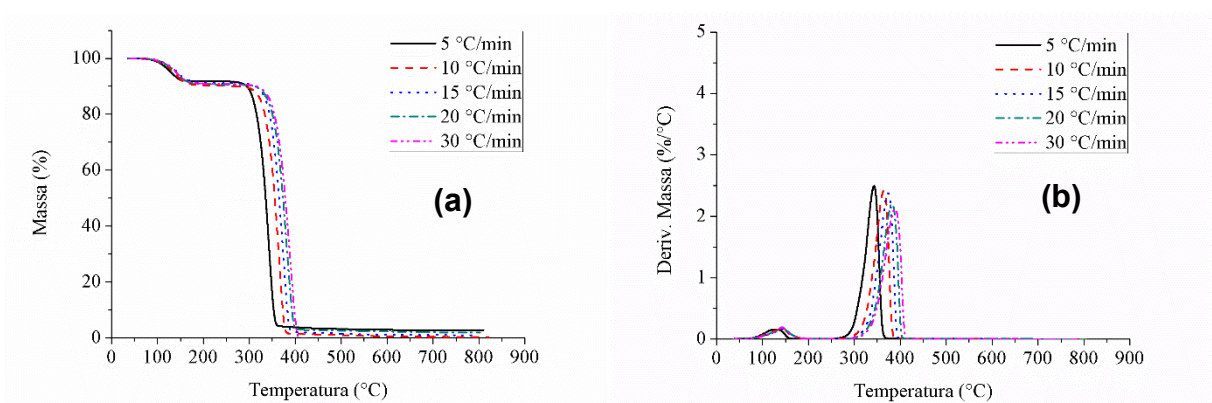 5 °C/min
10 °C/min
15 °C/min
20 °C/min
30 °C/min
(a)
Massa (%)
100
80
60
40
20
0
0 100 200 300 400 500 600 700 800 900
Temperatura (°C)
5 °C/min
10 °C/min
15 °C/min
20 °C/min
30 °C/min
(b)
Deriv. Massa (%/°C)
5
4
3
2
1
0
0 100 200 300 400 500 600 700 800 900
Temperatura (°C)